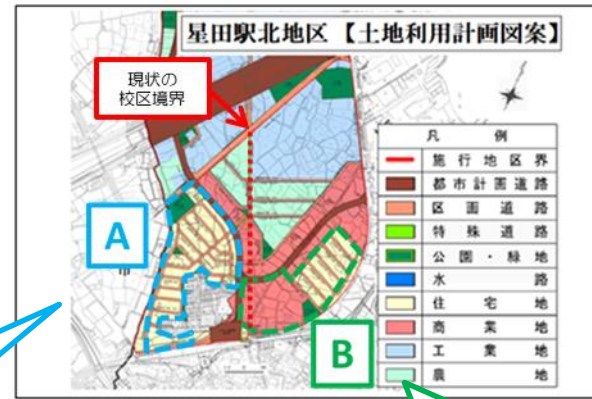 星田駅北地区 【土地利用計画図案】
現状の
校区境界
A
B
凡例
施行地区界
都市計画道路
区画道路
特殊道路
公園・緑地
水路
住宅地
商業地
工業地
農地